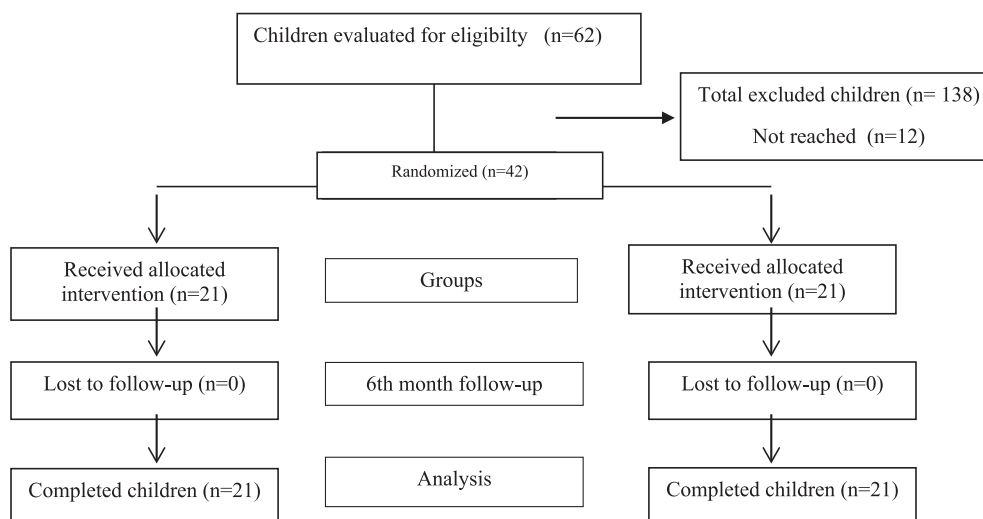 Children evaluated for eligibilty (n=62)
Total excluded children (n= 138)
Not reached (n=12)
Randomized (n=42)
Received allocated
intervention (n=21)
Groups
Received allocated
intervention (n=21)
Lost to follow-up (n=0)
6th month follow-up
Lost to follow-up (n=0)
Completed children (n=21)
Analysis
Completed children (n=21)